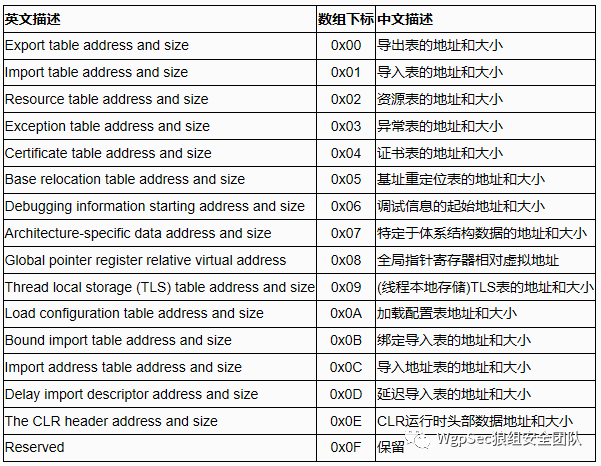 英文描述 数组下标 中文描述
Export table address and size 0x00 导出表的地址和大小
Import table address and size 0x01 导入表的地址和大小
Resource table address and size 0x02 资源表的地址和大小
Exception table address and size 0x03 异常表的地址和大小
Certificate table address and size 0x04 证书表的地址和大小
Base relocation table address and size 0x05 基址重定位表的地址和大小
Debugging information starting address and size 0x06 调试信息的起始地址和大小
Architecture-specific data address and size 0x07 特定于体系结构数据的地址和大小
Global pointer register relative virtual address 0x08 全局指针寄存器相对虚拟地址
Thread local storage (TLS) table address and size 0x09 (线程本地存储)TLS表的地址和大小
Load configuration table address and size 0x0A 加载配置表地址和大小
Bound import table address and size 0x0B 绑定导入表的地址和大小
Import address table address and size 0x0C 导入地址表的地址和大小
Delay import descriptor address and size 0x0D 延迟导入表的地址和大小
The CLR header address and size 0x0E CLR运行时头部数据地址和大小
Reserved 0x0F 保留
WgpSec狼组安全团队